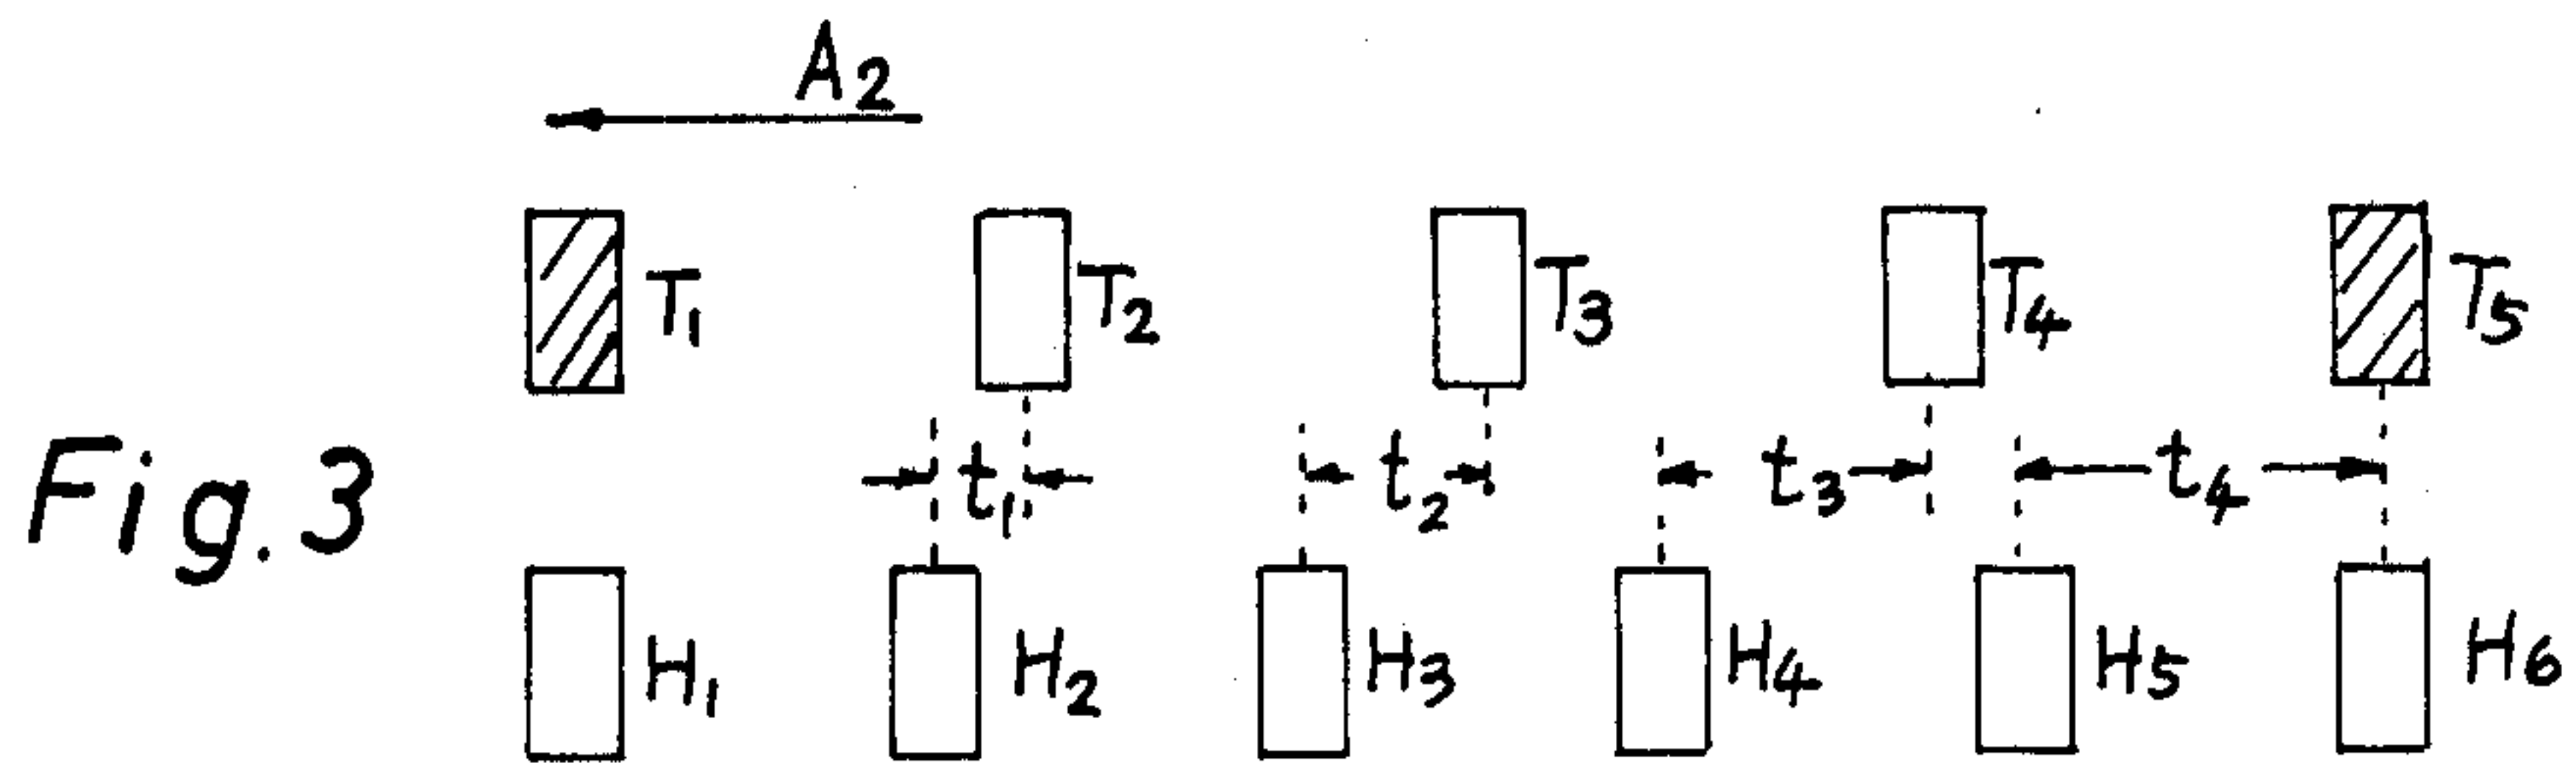 A2
T1 T2 T3 T4 T5
t1 t2 t3 t4
Fig.3
H1 H2 H3 H4 H5 H6